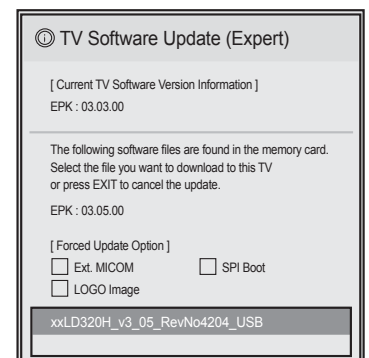 TV Software Update (Expert)
[ Current TV Software Version Information ]
EPK : 03.03.00
The following software files are found in the memory card.
Select the file you want to download to this TV
or press EXIT to cancel the update.
EPK : 03.05.00
[ Forced Update Option ]
Ext. MICOM SPI Boot
LOGO Image
xxLD320H_v3_05_RevNo4204_USB